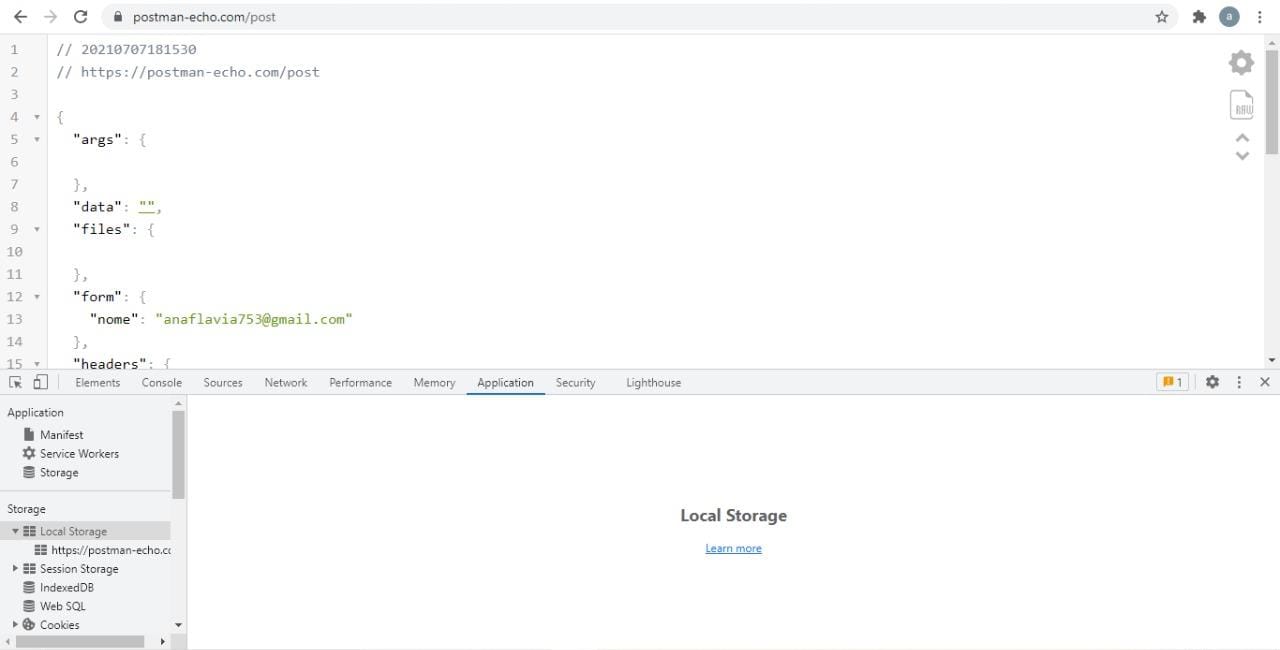 postman-echo.com/post
a
1 // 20210707181530
2 // https://postman-echo.com/post
3
4 {
5 "args": {
6
7 },
8 "data": "",
9 "files": {
10
11 },
12 "form": {
13 "nome": "anaflavia753@gmail.com"
14 },
15 "headers": {
RAW
Elements Console Sources Network Performance Memory Application Security Lighthouse 1
Application
Manifest
Service Workers
Storage
Storage
Local Storage
https://postman-echo.cc
Session Storage
IndexedDB
Web SQL
Cookies
Local Storage
Learn more